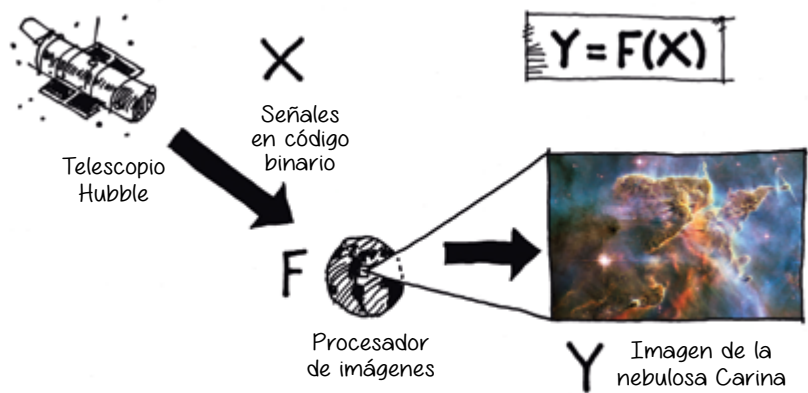 X
Y = F(X)
Señales
en código
binario
Telescopio
Hubble
F
Procesador
de imágenes
Y
Imagen de la
nebulosa Carina